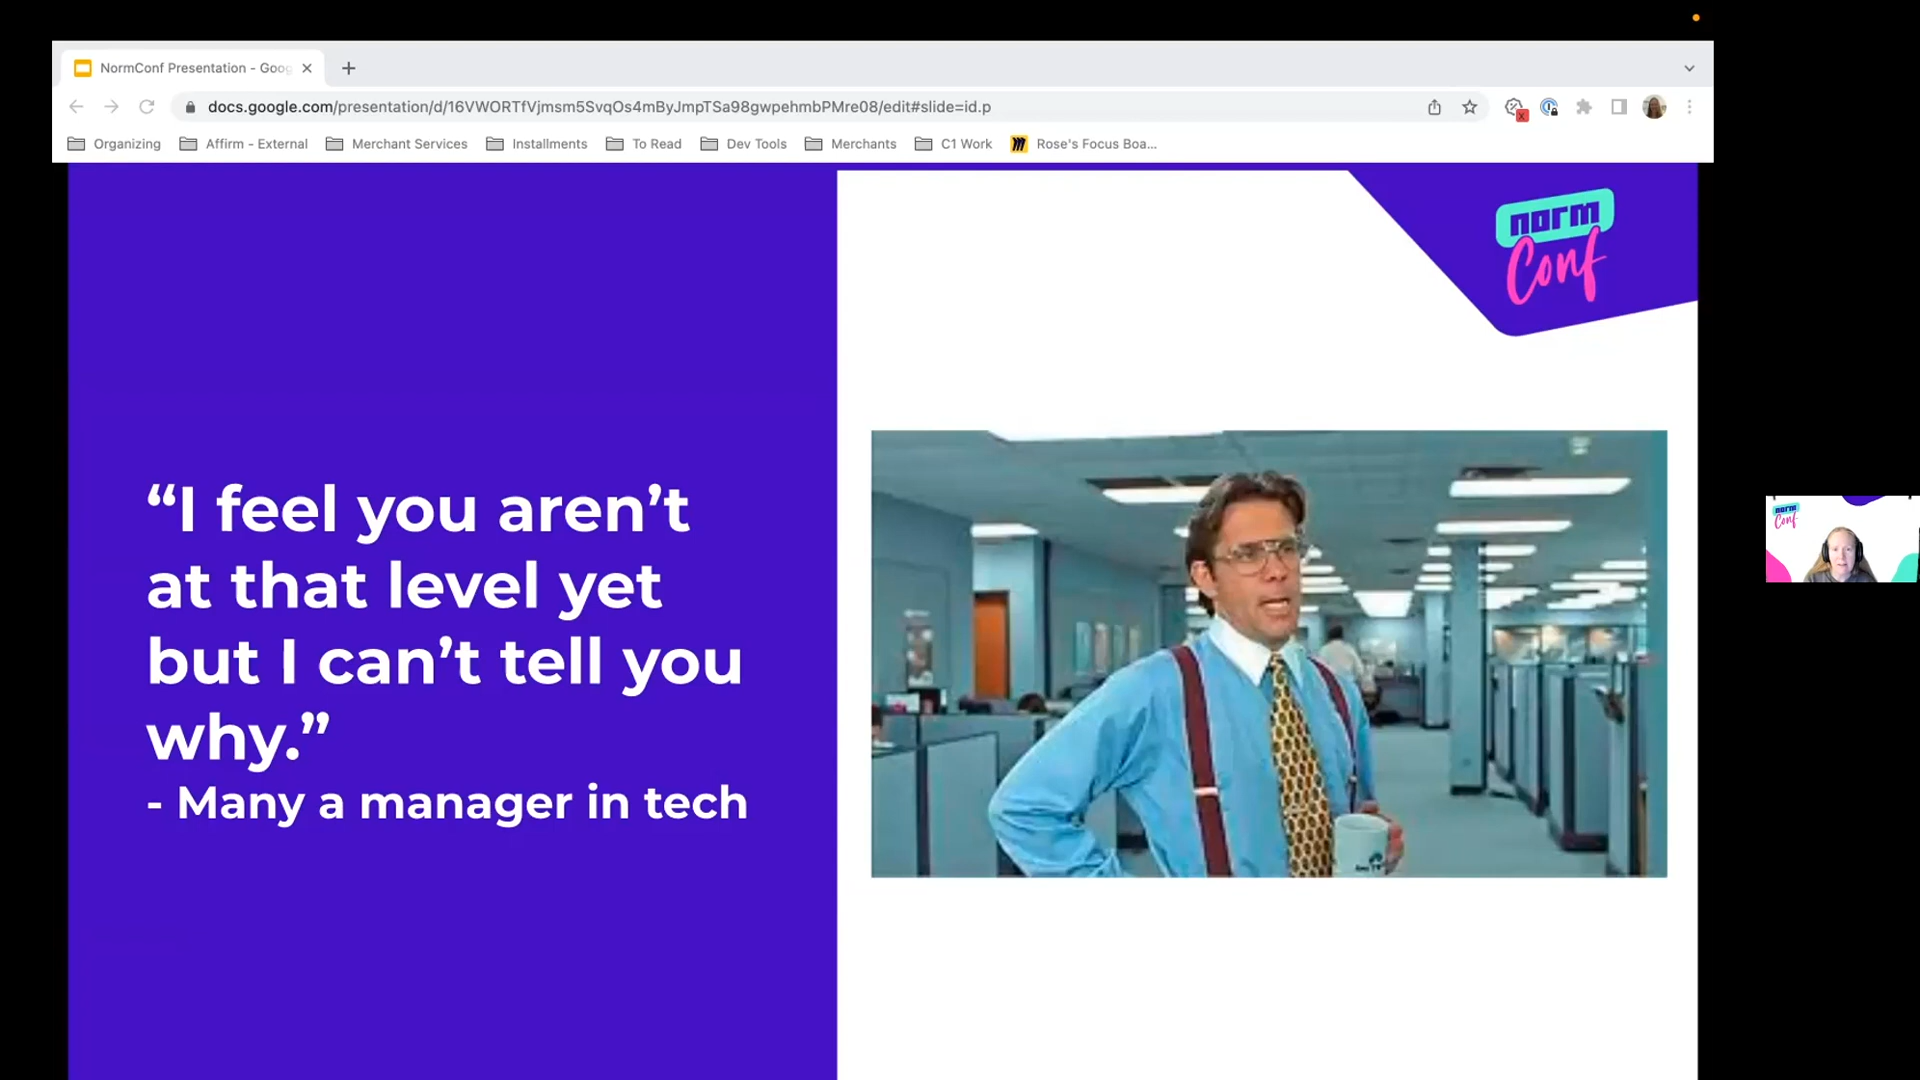 NormConf Presentation - Goog
docs.google.com/presentation/d/16VWORTfVjmsm5SvqOs4mByJmpTSa98gwpehmbPMre08/edit#slide=id.p
Organizing Affirm - External Merchant Services Installments To Read Dev Tools Merchants C1 Work Rose's Focus Boa...
norm
Conf
“I feel you aren’t
at that level yet
but I can’t tell you
why.”
- Many a manager in tech
norm
Conf